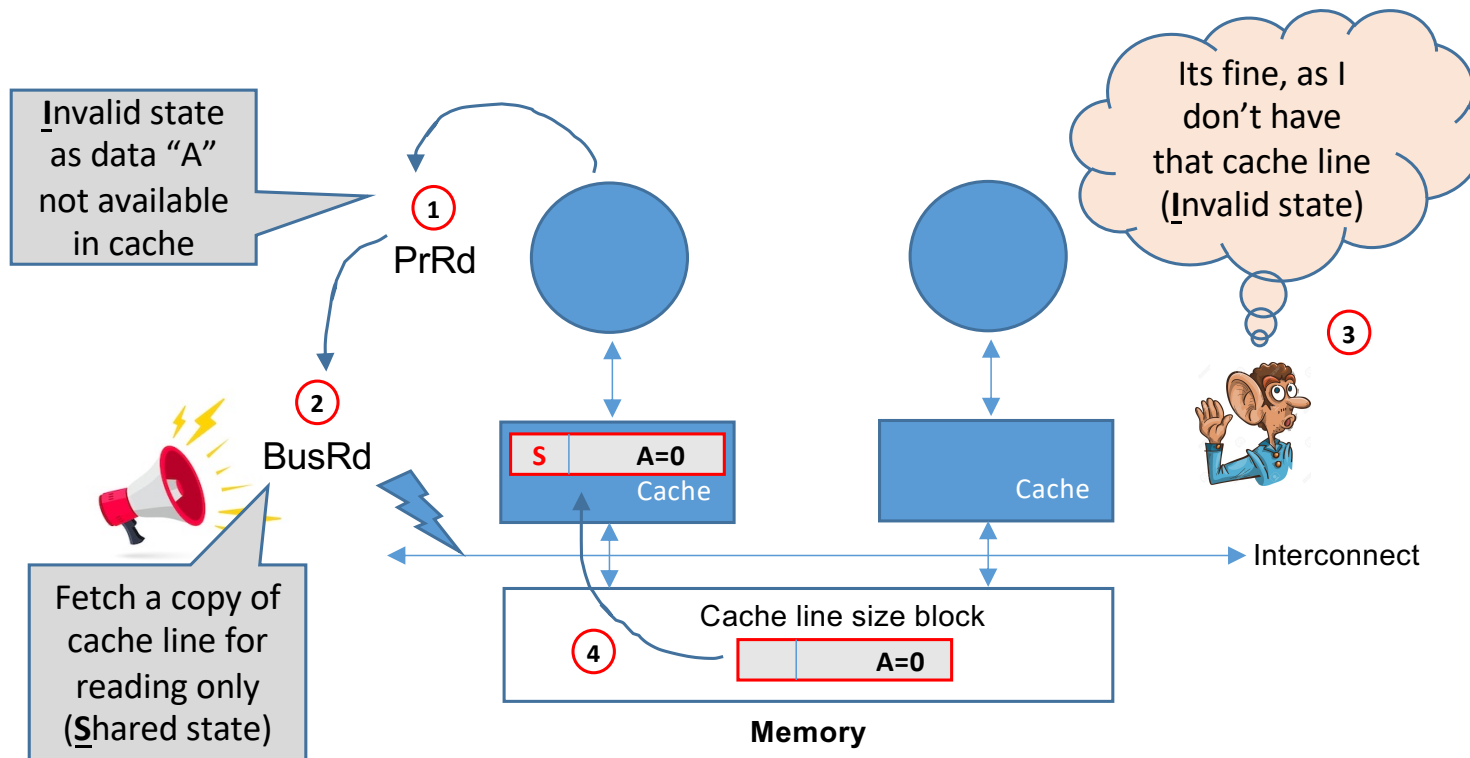 Invalid state
as data “A”
not available
in cache
1
PrRd
2
BusRd
Fetch a copy of
cache line for
reading only
(Shared state)
Its fine, as I
don’t have
that cache line
(Invalid state)
3
S A=0
Cache
Cache
Interconnect
Cache line size block
4
A=0
Memory